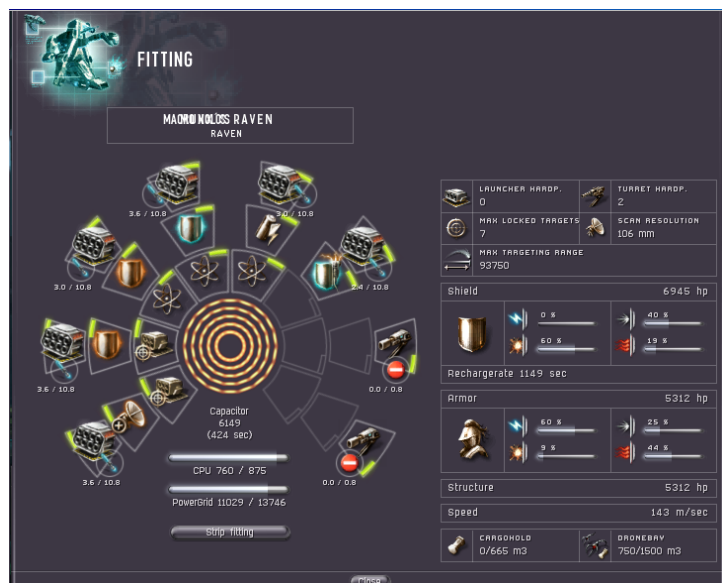 FITTING
RAVEN
RAVEN
3.6 / 10.8
3.0 / 10.8
3.0 / 10.8
2.4 / 10.8
3.6 / 10.8
0.0 / 0.8
3.6 / 10.8
0.0 / 0.8
Capacitor
6149
(424 sec)
CPU 760 / 875
PowerGrid 11029 / 13746
Strip fitting
LAUNCHER HARDP.
0
TURRET HARDP.
2
MAX LOCKED TARGETS
7
SCAN RESOLUTION
106 mm
MAX TARGETING RANGE
93750
Shield 6945 hp
0 % 40 %
60 % 19 %
Rechargerate 1149 sec
Armor 5312 hp
60 % 25 %
9 % 44 %
Structure 5312 hp
Speed 143 m/sec
CARGOHOLD
0/665 m3
DRONEBAY
750/1500 m3
Close